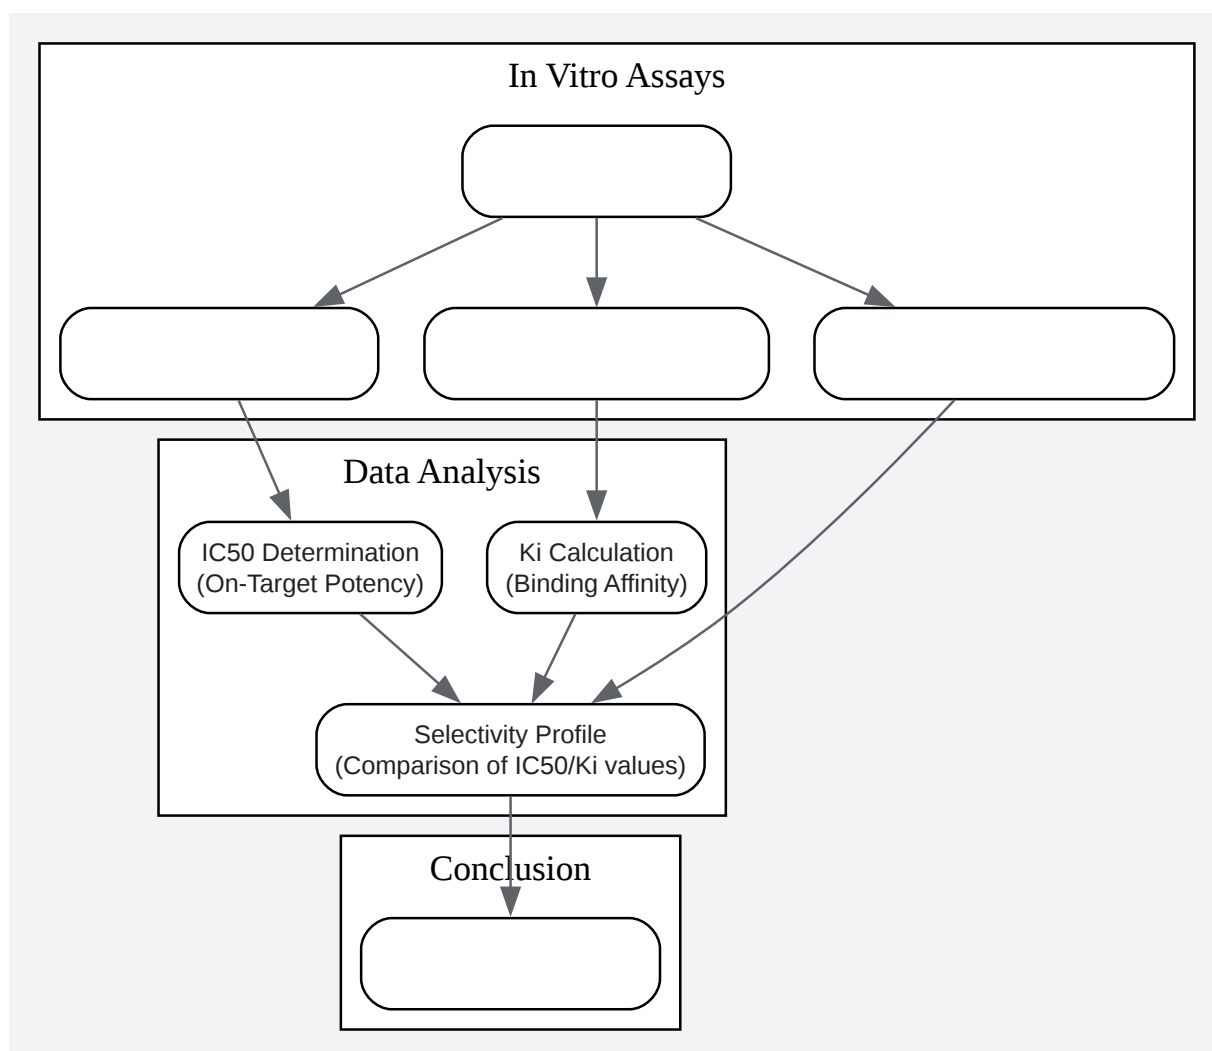 In Vitro Assays
Data Analysis
IC50 Determination
(On-Target Potency)
Ki Calculation
(Binding Affinity)
Selectivity Profile
(Comparison of IC50/Ki values)
Conclusion